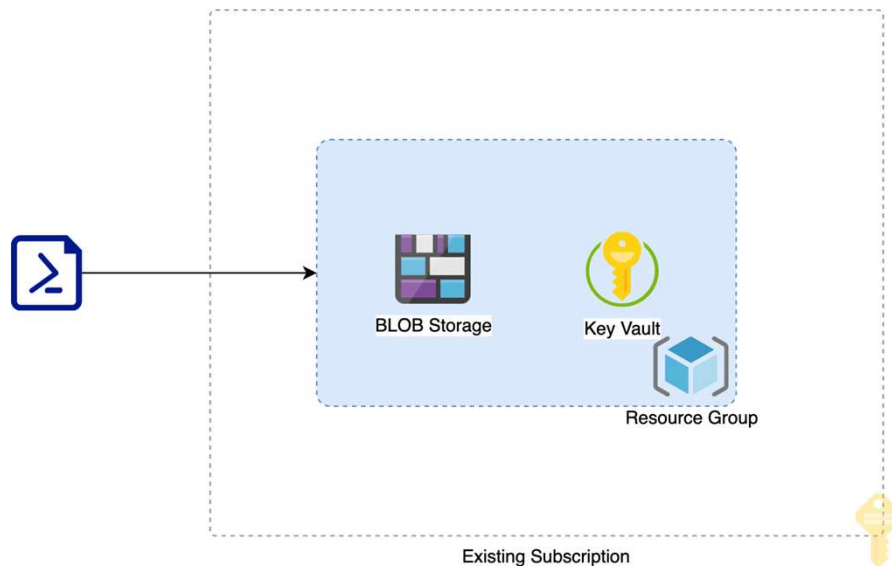 BLOB Storage
Key Vault
Resource Group
Existing Subscription